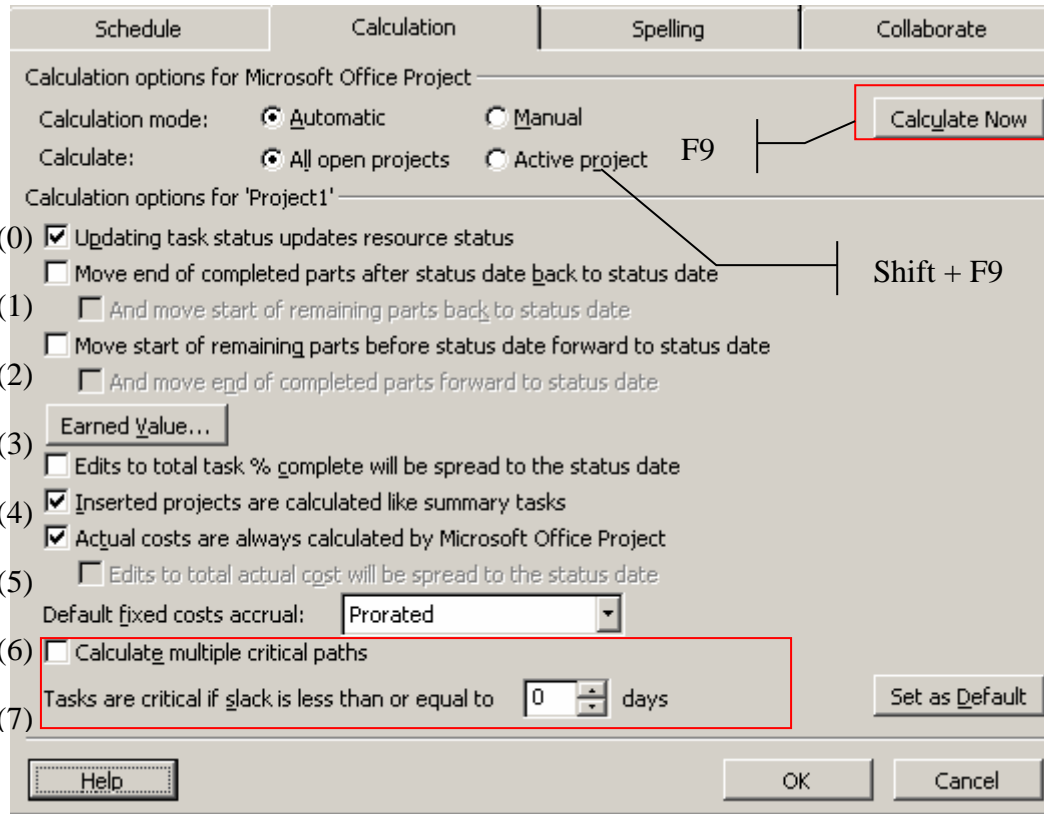 Schedule Calculation Spelling Collaborate
Calculation options for Microsoft Office Project
Calculation mode: Automatic Manual Calculate Now
Calculate: All open projects Active project F9
Calculation options for 'Project1'
(0) Updating task status updates resource status
Move end of completed parts after status date back to status date Shift + F9
(1) And move start of remaining parts back to status date
Move start of remaining parts before status date forward to status date
(2) And move end of completed parts forward to status date
Earned Value...
(3) Edits to total task % complete will be spread to the status date
Inserted projects are calculated like summary tasks
(4) Actual costs are always calculated by Microsoft Office Project
(5) Edits to total actual cost will be spread to the status date
Default fixed costs accrual: Prorated
(6) Calculate multiple critical paths
(7) Tasks are critical if slack is less than or equal to 0 days Set as Default
Help OK Cancel